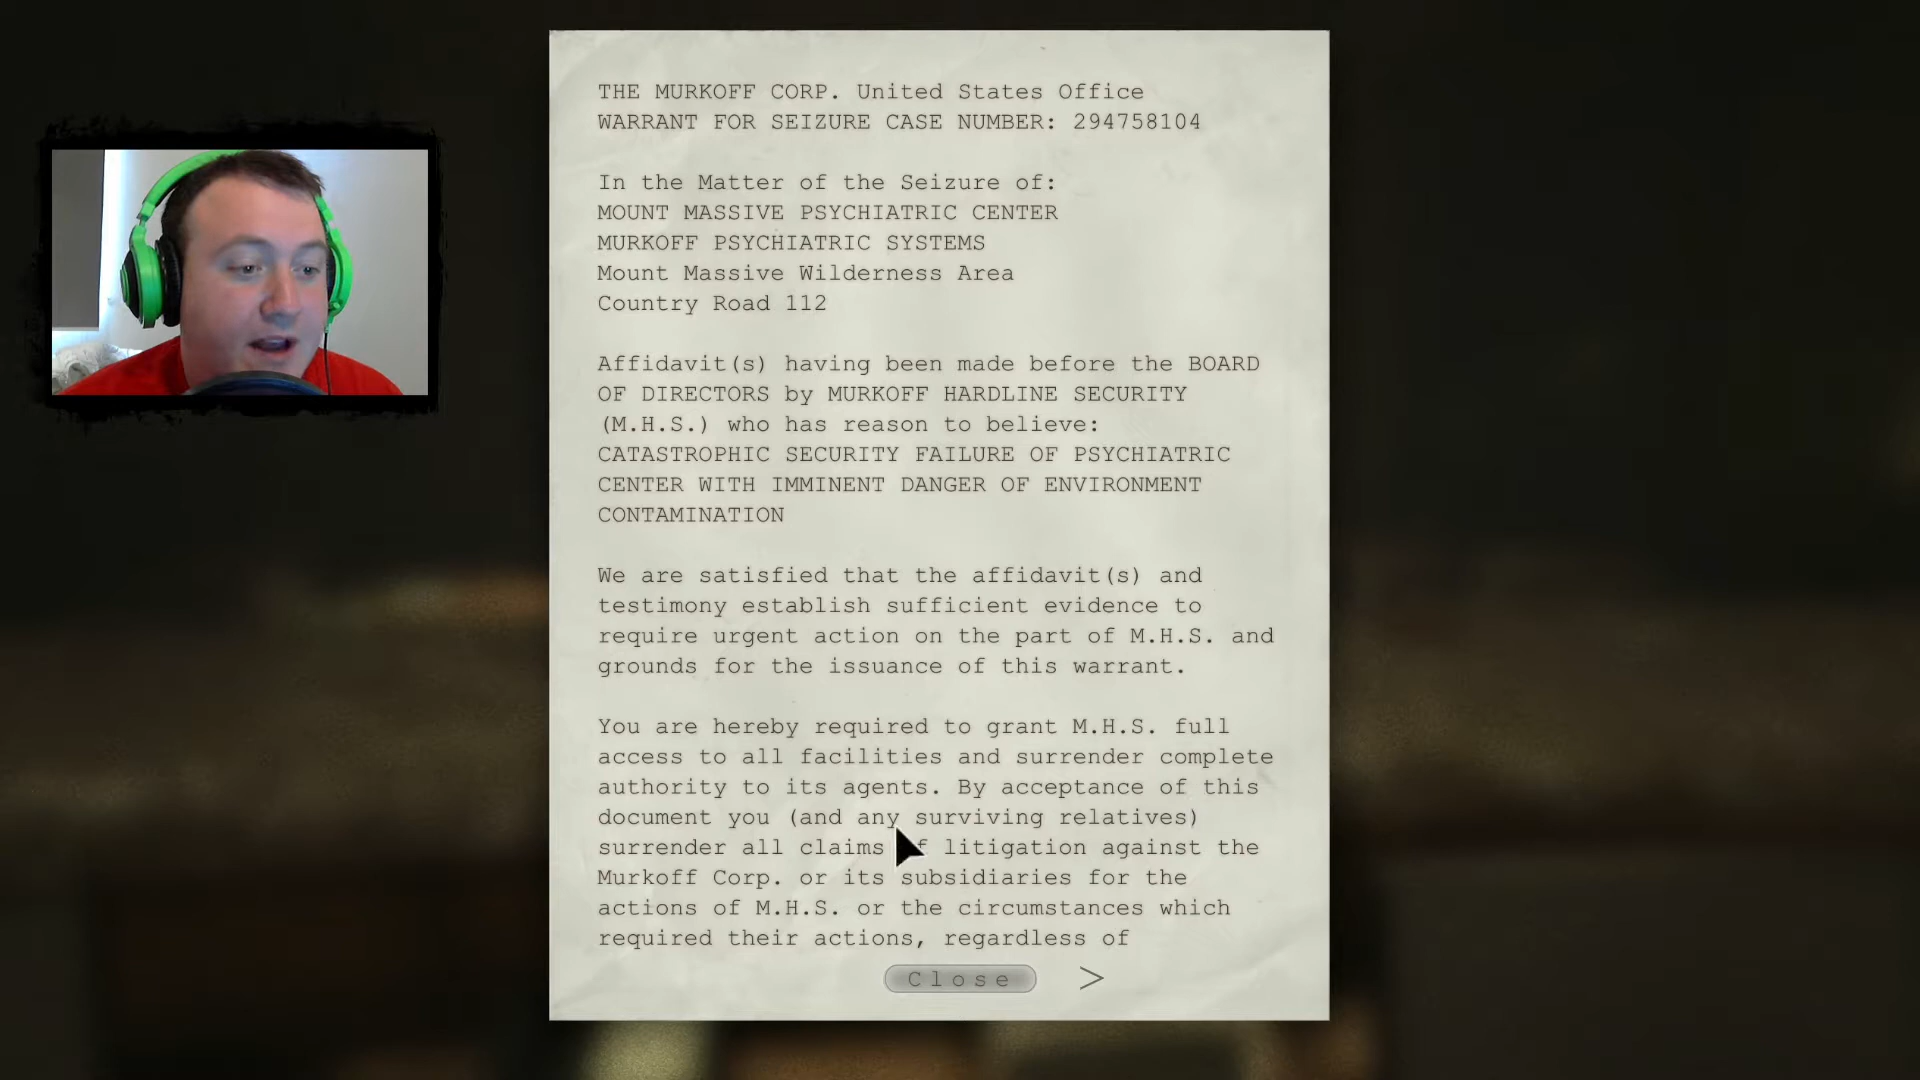 THE MURKOFF CORP. United States Office
WARRANT FOR SEIZURE CASE NUMBER: 294758104
In the Matter of the Seizure of:
MOUNT MASSIVE PSYCHIATRIC CENTER
MURKOFF PSYCHIATRIC SYSTEMS
Mount Massive Wilderness Area
Country Road 112
Affidavit(s) having been made before the BOARD
OF DIRECTORS by MURKOFF HARDLINE SECURITY
(M.H.S.) who has reason to believe:
CATASTROPHIC SECURITY FAILURE OF PSYCHIATRIC
CENTER WITH IMMINENT DANGER OF ENVIRONMENT
CONTAMINATION
We are satisfied that the affidavit(s) and
testimony establish sufficient evidence to
require urgent action on the part of M.H.S. and
grounds for the issuance of this warrant.
You are hereby required to grant M.H.S. full
access to all facilities and surrender complete
authority to its agents. By acceptance of this
document you (and any surviving relatives)
surrender all claims of litigation against the
Murkoff Corp. or its subsidiaries for the
actions of M.H.S. or the circumstances which
required their actions, regardless of
Close >